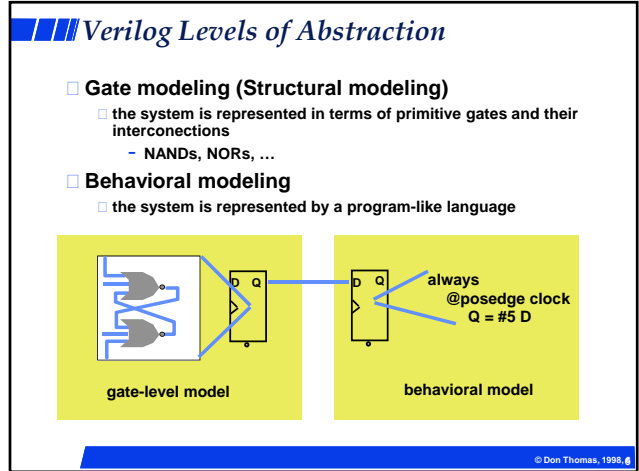 Verilog Levels of Abstraction
Gate modeling (Structural modeling)
the system is represented in terms of primitive gates and their
interconections
– NANDs, NORs, …
Behavioral modeling
the system is represented by a program-like language
D Q
D Q
always
@posedge clock
Q = #5 D
gate-level model
behavioral model
© Don Thomas, 1998,